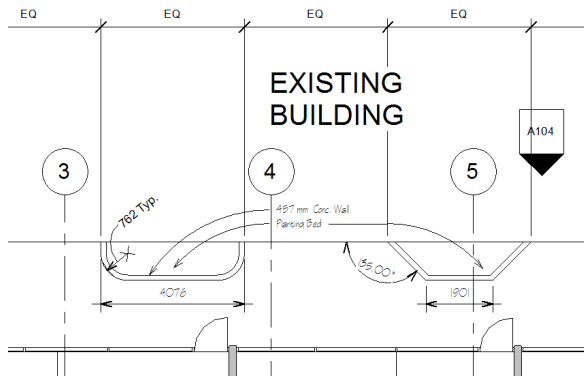 EQ EQ EQ EQ
EXISTING
BUILDING
A104
3 4 5
762 Typ.
457 mm Conc. Wall
Planting Bed
135.00°
4076 1901